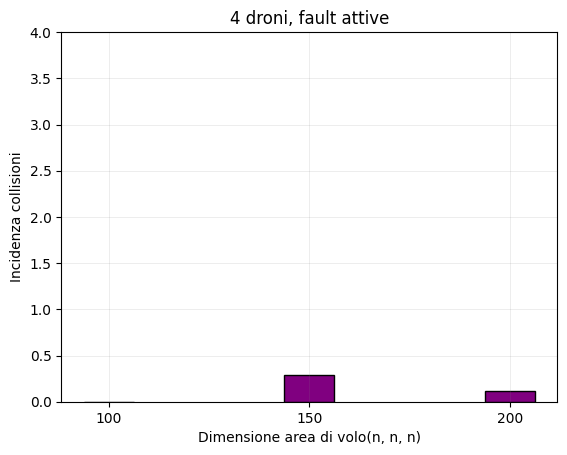 4 droni, fault attive
4.0
3.5
3.0
2.5
2.0
1.5
1.0
0.5
0.0
Incidenza collisioni
100 150 200
Dimensione area di volo(n, n, n)